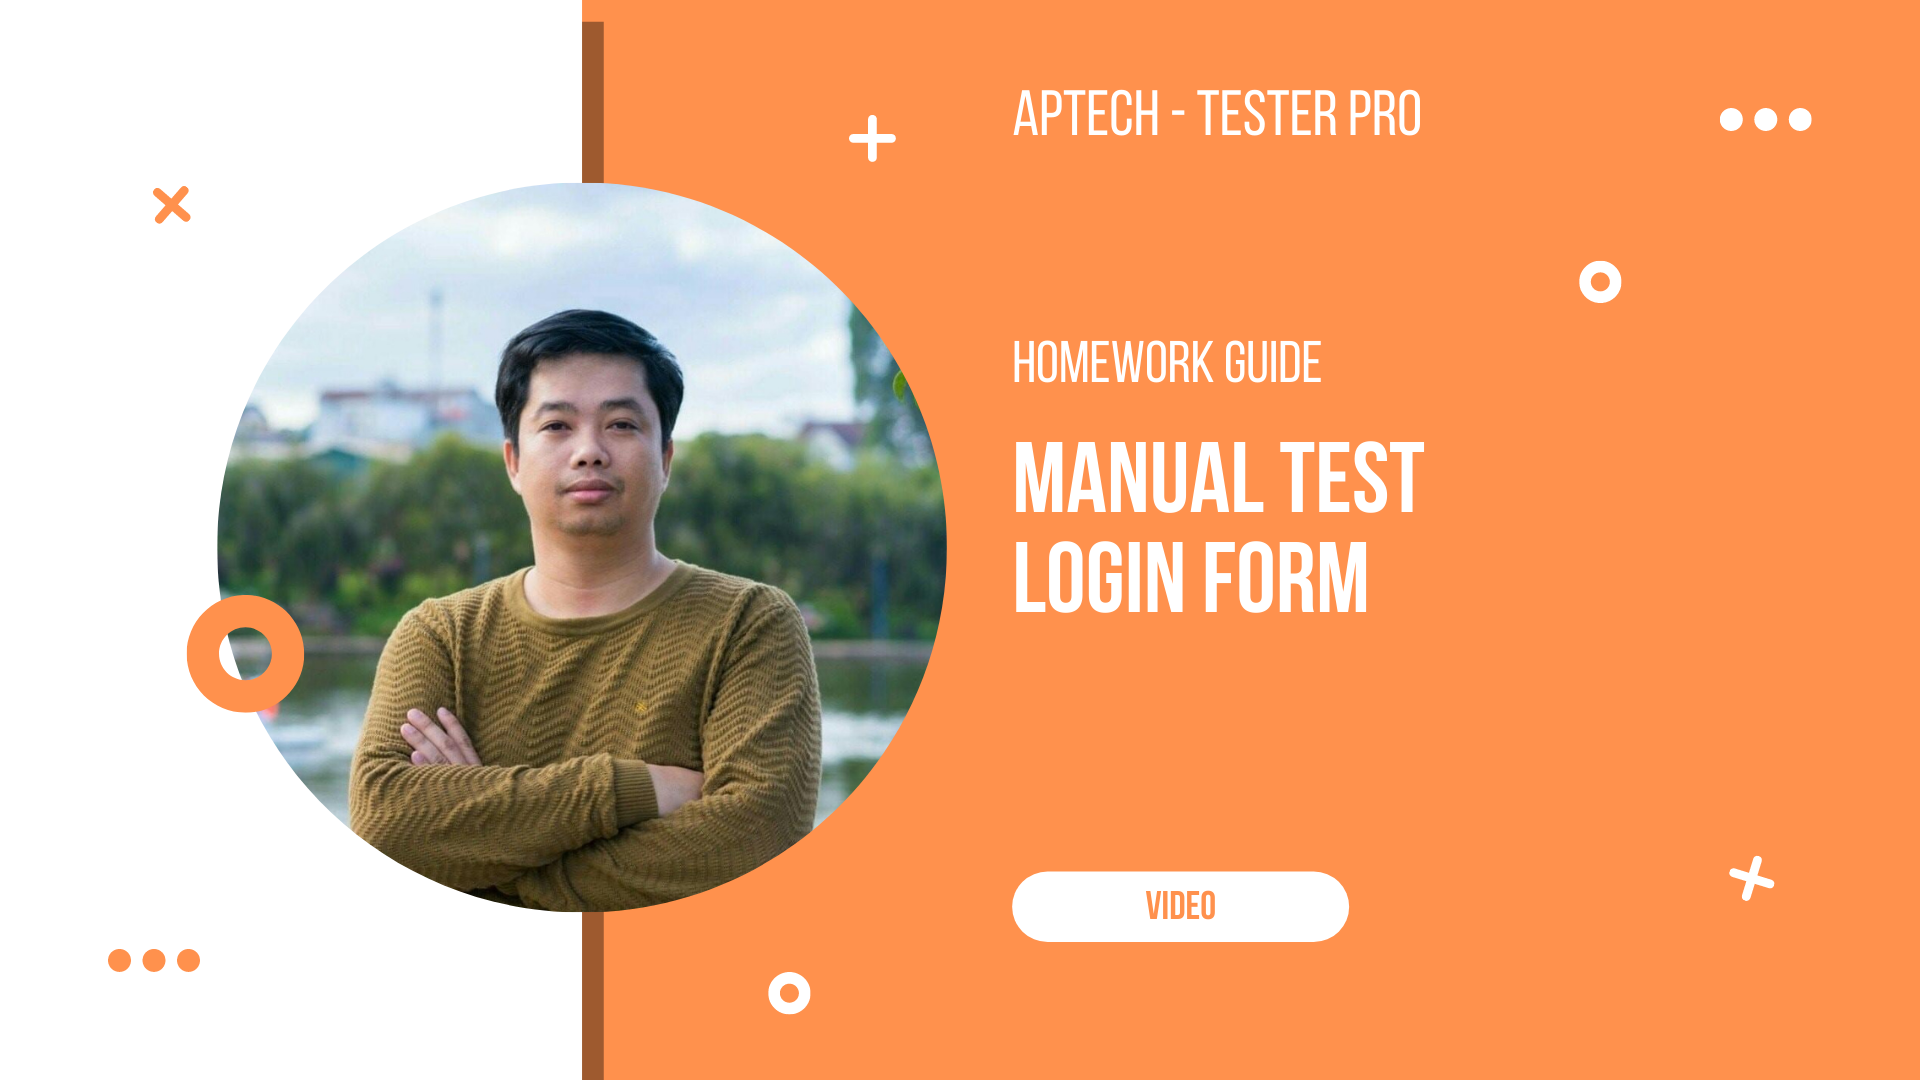 APTECH - TESTER PRO
HOMEWORK GUIDE
MANUAL TEST
LOGIN FORM
VIDEO